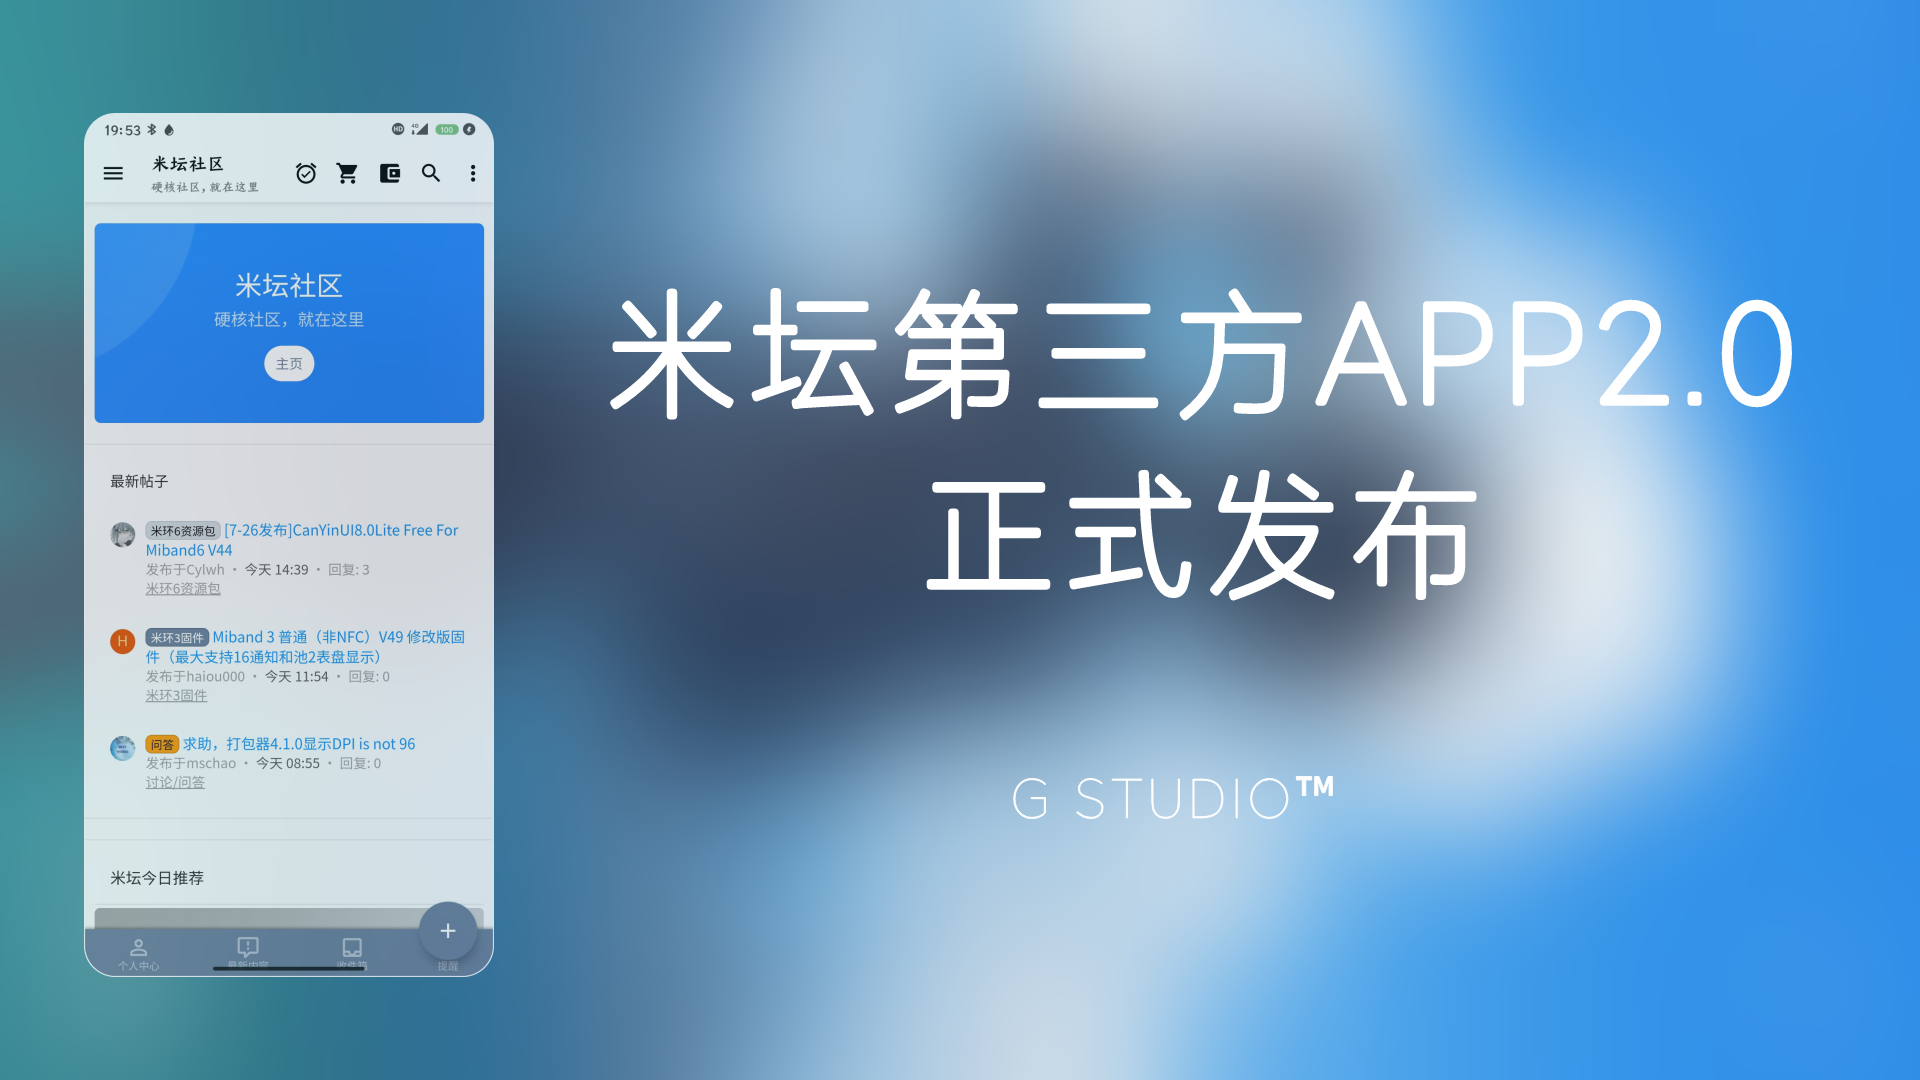 19:53
HD
4G
100
米坛社区
硬核社区，就在这里
米坛社区
硬核社区，就在这里
主页
最新帖子
米环6资源包 [7-26发布]CanYinUI8.0Lite Free For
Miband6 V44
发布于Cylwh · 今天 14:39 · 回复: 3
米环6资源包
H
米环3固件 Miband 3 普通（非NFC）V49 修改版固
件（最大支持16通知和池2表盘显示）
发布于haiou000 · 今天 11:54 · 回复: 0
米环3固件
问答 求助，打包器4.1.0显示DPI is not 96
发布于mschao · 今天 08:55 · 回复: 0
讨论/问答
米坛今日推荐
个人中心
最新内容
收件箱
提醒
米坛第三方APP2.0
正式发布
G STUDIO™